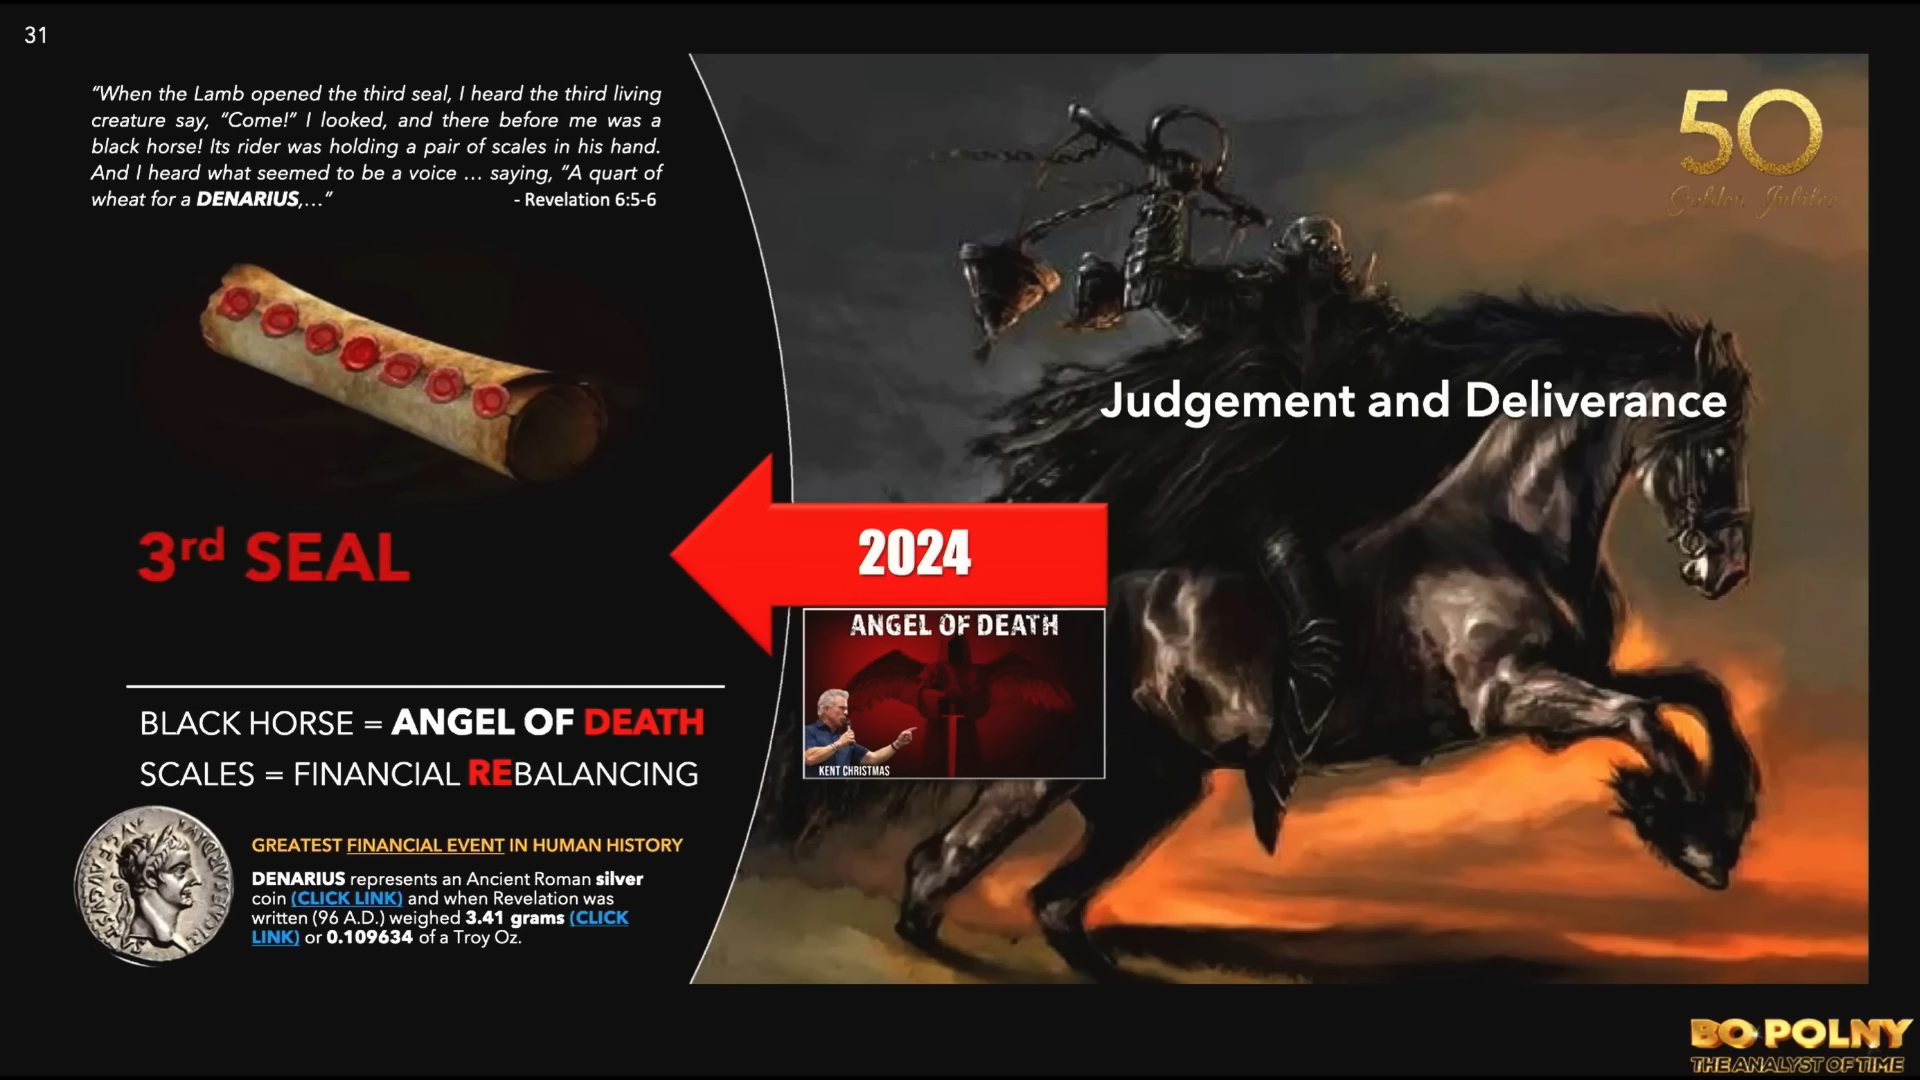 31
“When the Lamb opened the third seal, I heard the third living
creature say, “Come!” I looked, and there before me was a
black horse! Its rider was holding a pair of scales in his hand.
And I heard what seemed to be a voice … saying, “A quart of
wheat for a DENARIUS,…”
- Revelation 6:5-6
50
Golden Jubilee
Judgement and Deliverance
3rd SEAL
2024
ANGEL OF DEATH
KENT CHRISTMAS
BLACK HORSE = ANGEL OF DEATH
SCALES = FINANCIAL REBALANCING
GREATEST FINANCIAL EVENT IN HUMAN HISTORY
DENARIUS represents an Ancient Roman silver
coin (CLICK LINK) and when Revelation was
written (96 A.D.) weighed 3.41 grams (CLICK
LINK) or 0.109634 of a Troy Oz.
BO POLNY
THE ANALYST OF TIME